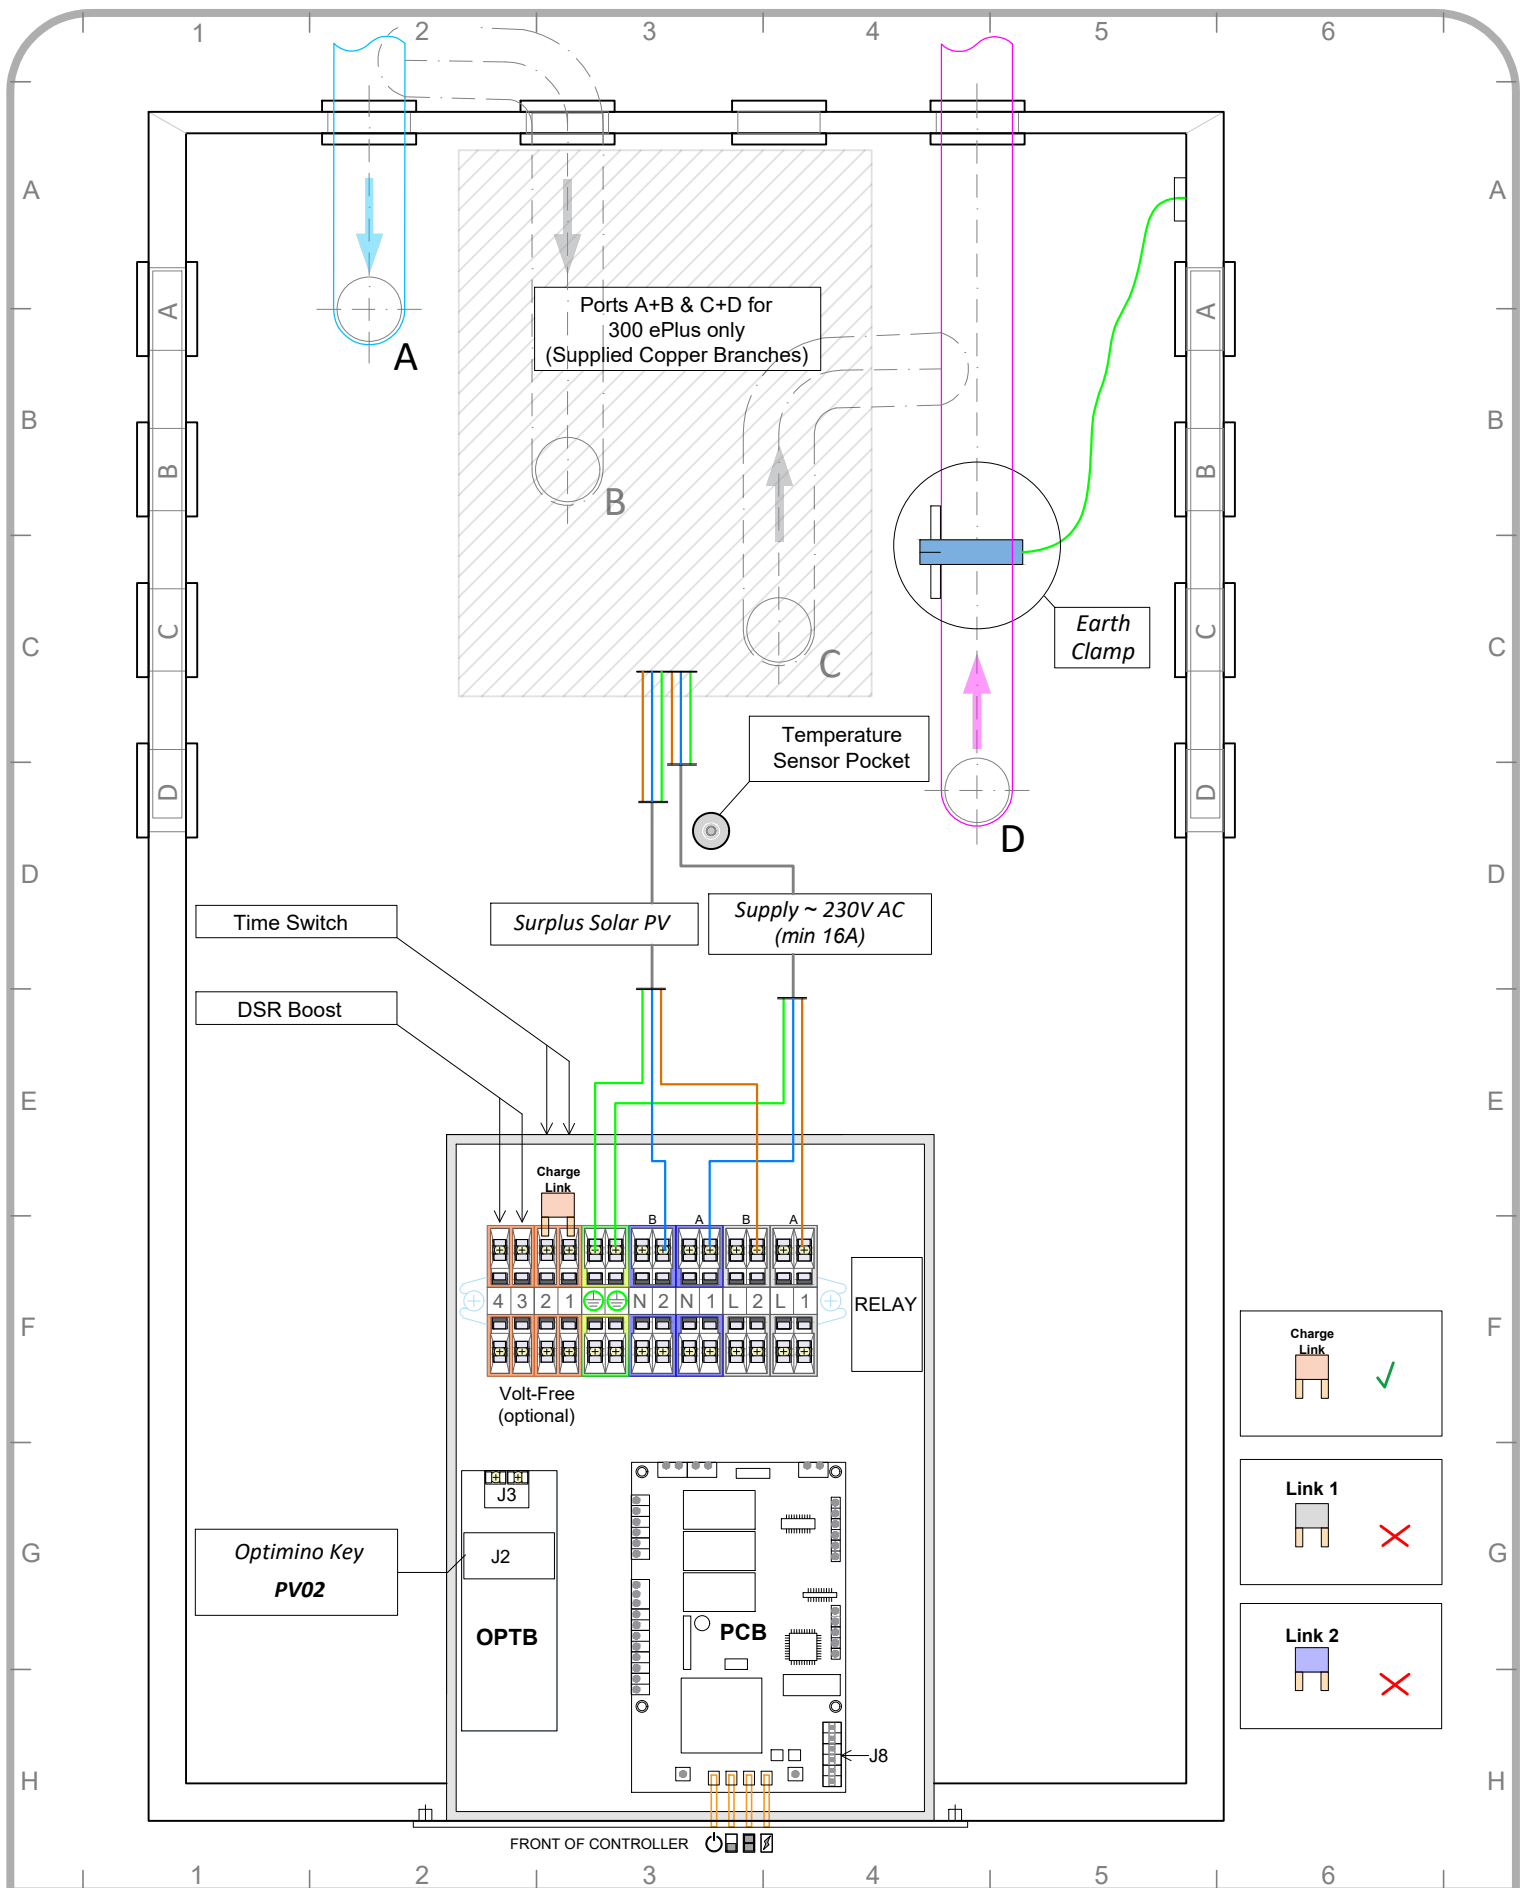 1 2 3 4 5 6
A A
Ports A+B & C+D for
300 ePlus only
(Supplied Copper Branches)
A A
A
B B
B B
B
Earth
Clamp
C C
C C
C
Temperature
Sensor Pocket
D D
D
D D
Time Switch
Surplus Solar PV
Supply ~ 230V AC
(min 16A)
DSR Boost
E E
Charge
Link
B A B A
4 3 2 1 N 2 N 1 L 2 L 1
RELAY
F F
Volt-Free
(optional)
Charge
Link
J3
Link 1
Optimino Key
PV02
J2
G G
OPTB
PCB
Link 2
J8
H H
FRONT OF CONTROLLER
1 2 3 4 5 6